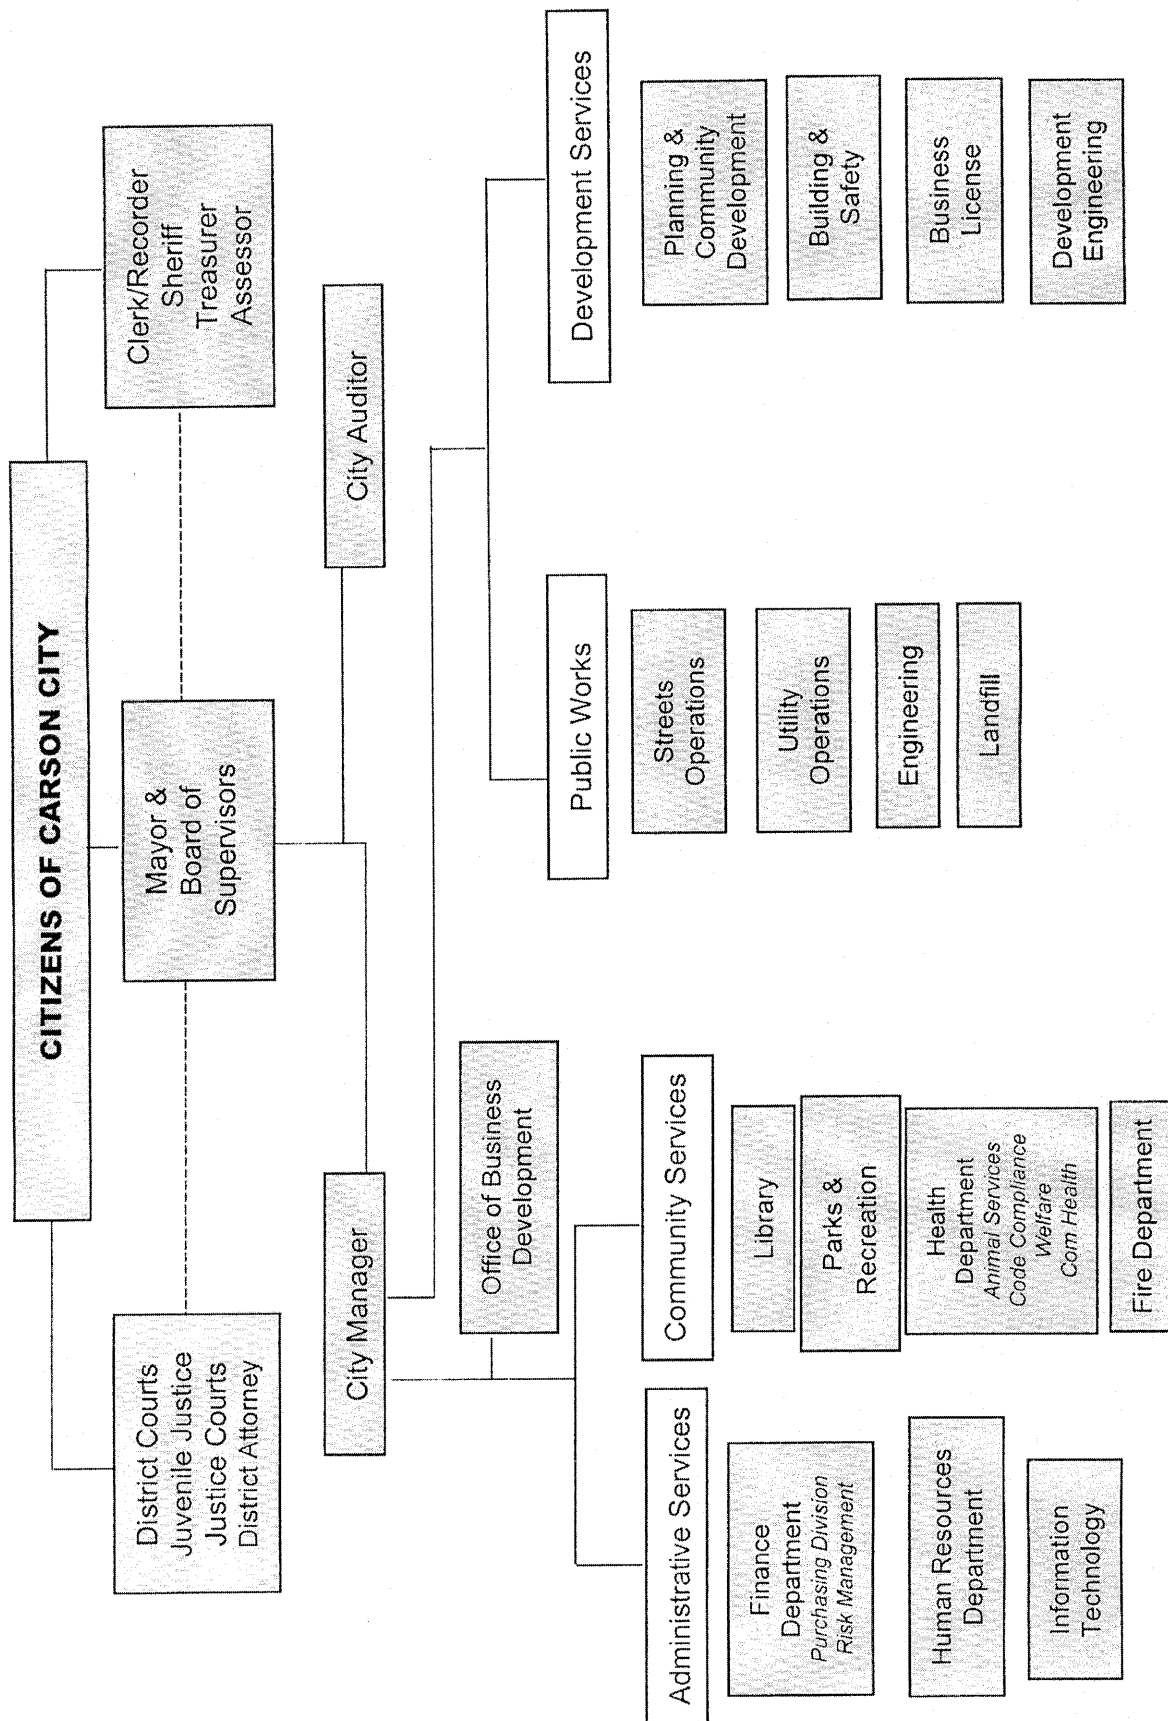 CITIZENS OF CARSON CITY
District Courts
Juvenile Justice
Justice Courts
District Attorney
Mayor &
Board of
Supervisors
Clerk/Recorder
Sheriff
Treasurer
Assessor
City Manager
City Auditor
Office of Business
Development
Administrative Services
Finance
Department
Purchasing Division
Risk Management
Human Resources
Department
Information
Technology
Community Services
Library
Parks &
Recreation
Health
Department
Animal Services
Code Compliance
Welfare
Com Health
Fire Department
Public Works
Streets
Operations
Utility
Operations
Engineering
Landfill
Development Services
Planning &
Community
Development
Building &
Safety
Business
License
Development
Engineering